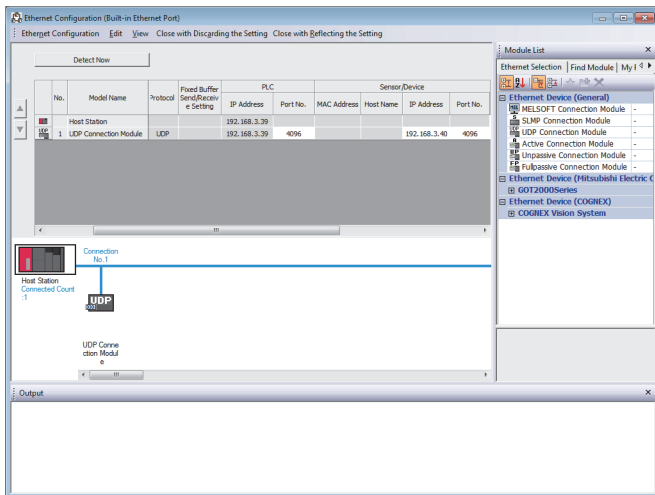 Ethernet Configuration (Built-in Ethernet Port)
Ethernet Configuration Edit View Close with Discarding the Setting Close with Reflecting the Setting
Detect Now
No. Model Name Protocol Fixed Buffer Send/Receiv e Setting PLC Sensor/Device
IP Address Port No. MAC Address Host Name IP Address Port No.
Host Station 192.168.3.39
1 UDP Connection Module UDP 192.168.3.39 4096 192.168.3.40 4096
Connection
No.1
Host Station
Connected Count
:1
UDP
UDP Conne
ction Modul
e
Module List
Ethernet Selection Find Module My F
Ethernet Device (General)
MELSOFT Connection Module -
SLMP Connection Module -
UDP Connection Module -
Active Connection Module -
Unpassive Connection Module -
Fullpassive Connection Module -
Ethernet Device (Mitsubishi Electric C
GOT2000Series
Ethernet Device (COGNEX)
COGNEX Vision System
Output